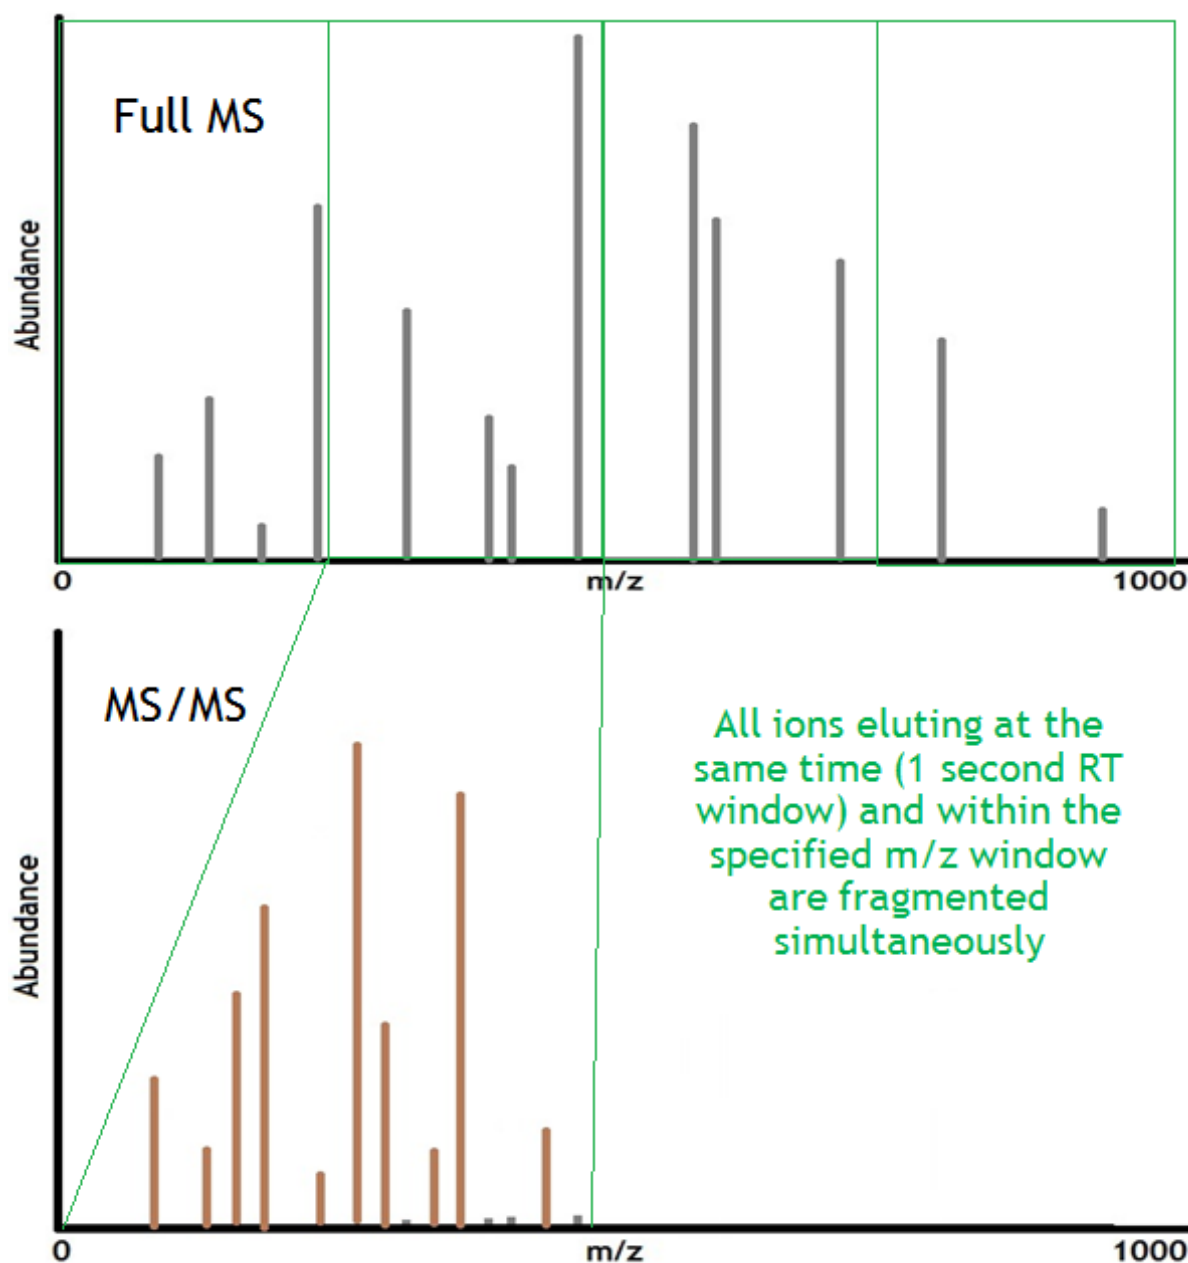 Full MS
Abundance
0
m/z
1000
MS/MS
All ions eluting at the
same time (1 second RT
window) and within the
specified m/z window
are fragmented
simultaneously
Abundance
0
m/z
1000